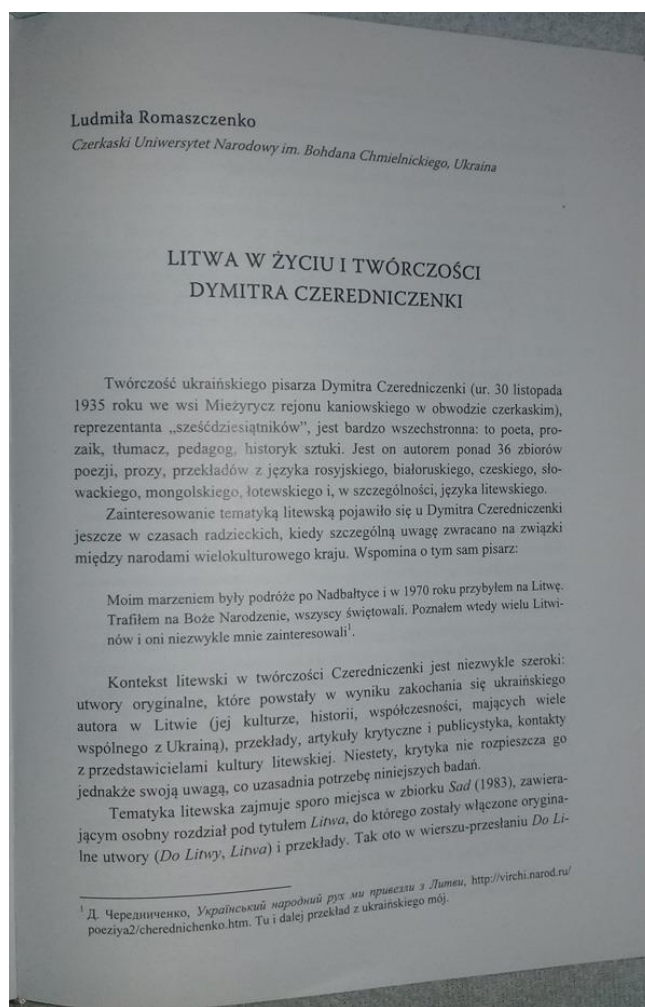 Ludmiła Romaszczenko
Czerkaski Uniwersytet Narodowy im. Bohdana Chmielnickiego, Ukraina
LITWA W ŻYCIU I TWÓRCZOŚCI
DYMITRA CZEREDNICZENKI
Twórczość ukraińskiego pisarza Dymitra Czeredniczenki (ur. 30 listopada
1935 roku we wsi Mieżyrycz rejonu kaniowskiego w obwodzie czerkaskim),
reprezentanta „sześćdziesiątników”, jest bardzo wszechstronna: to poeta, pro-
zaik, tłumacz, pedagog, historyk sztuki. Jest on autorem ponad 36 zbiorów
poezji, prozy, przekładów z języka rosyjskiego, białoruskiego, czeskiego, sło-
wackiego, mongolskiego, łotewskiego i, w szczególności, języka litewskiego.
Zainteresowanie tematyką litewską pojawiło się u Dymitra Czeredniczenki
jeszcze w czasach radzieckich, kiedy szczególną uwagę zwracano na związki
między narodami wielokulturowego kraju. Wspomina o tym sam pisarz:
Moim marzeniem były podróże po Nadbałtyce i w 1970 roku przybyłem na Litwę.
Trafiłem na Boże Narodzenie, wszyscy świętowali. Poznałem wtedy wielu Litwi-
nów i oni niezwykle mnie zainteresowali¹.
Kontekst litewski w twórczości Czeredniczenki jest niezwykle szeroki:
utwory oryginalne, które powstały w wyniku zakochania się ukraińskiego
autora w Litwie (jej kulturze, historii, współczesności, mających wiele
wspólnego z Ukrainą), przekłady, artykuły krytyczne i publicystyka, kontakty
z przedstawicielami kultury litewskiej. Niestety, krytyka nie rozpieszcza go
jednakże swoją uwagą, co uzasadnia potrzebę niniejszych badań.
Tematyka litewska zajmuje sporo miejsca w zbiorku Sad (1983), zawiera-
jącym osobny rozdział pod tytułem Litwa, do którego zostały włączone orygina-
lne utwory (Do Litwy, Litwa) i przekłady. Tak oto w wierszu-przesłaniu Do Li-
¹ Д. Чередниченко, Український народний рух ми привезли з Литви, http://virchi.narod.ru/
poeziya2/cherednichenko.htm. Tu i dalej przekład z ukraińskiego mój.